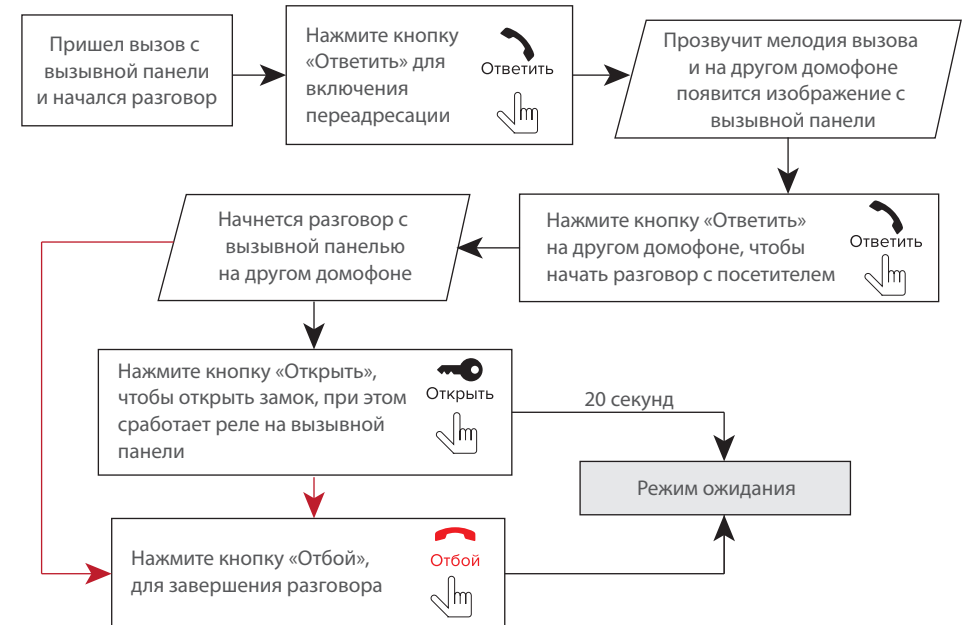 Пришел вызов с
вызывной панели
и начался разговор
Нажмите кнопку
«Ответить» для
включения
переадресации
Ответить
Прозвучит мелодия вызова
и на другом домофоне
появится изображение с
вызывной панели
Нажмите кнопку «Ответить»
на другом домофоне, чтобы
начать разговор с посетителем
Ответить
Начнется разговор с
вызывной панелью
на другом домофоне
Нажмите кнопку «Открыть»,
чтобы открыть замок, при этом
сработает реле на вызывной
панели
Открыть
20 секунд
Режим ожидания
Нажмите кнопку «Отбой»,
для завершения разговора
Отбой